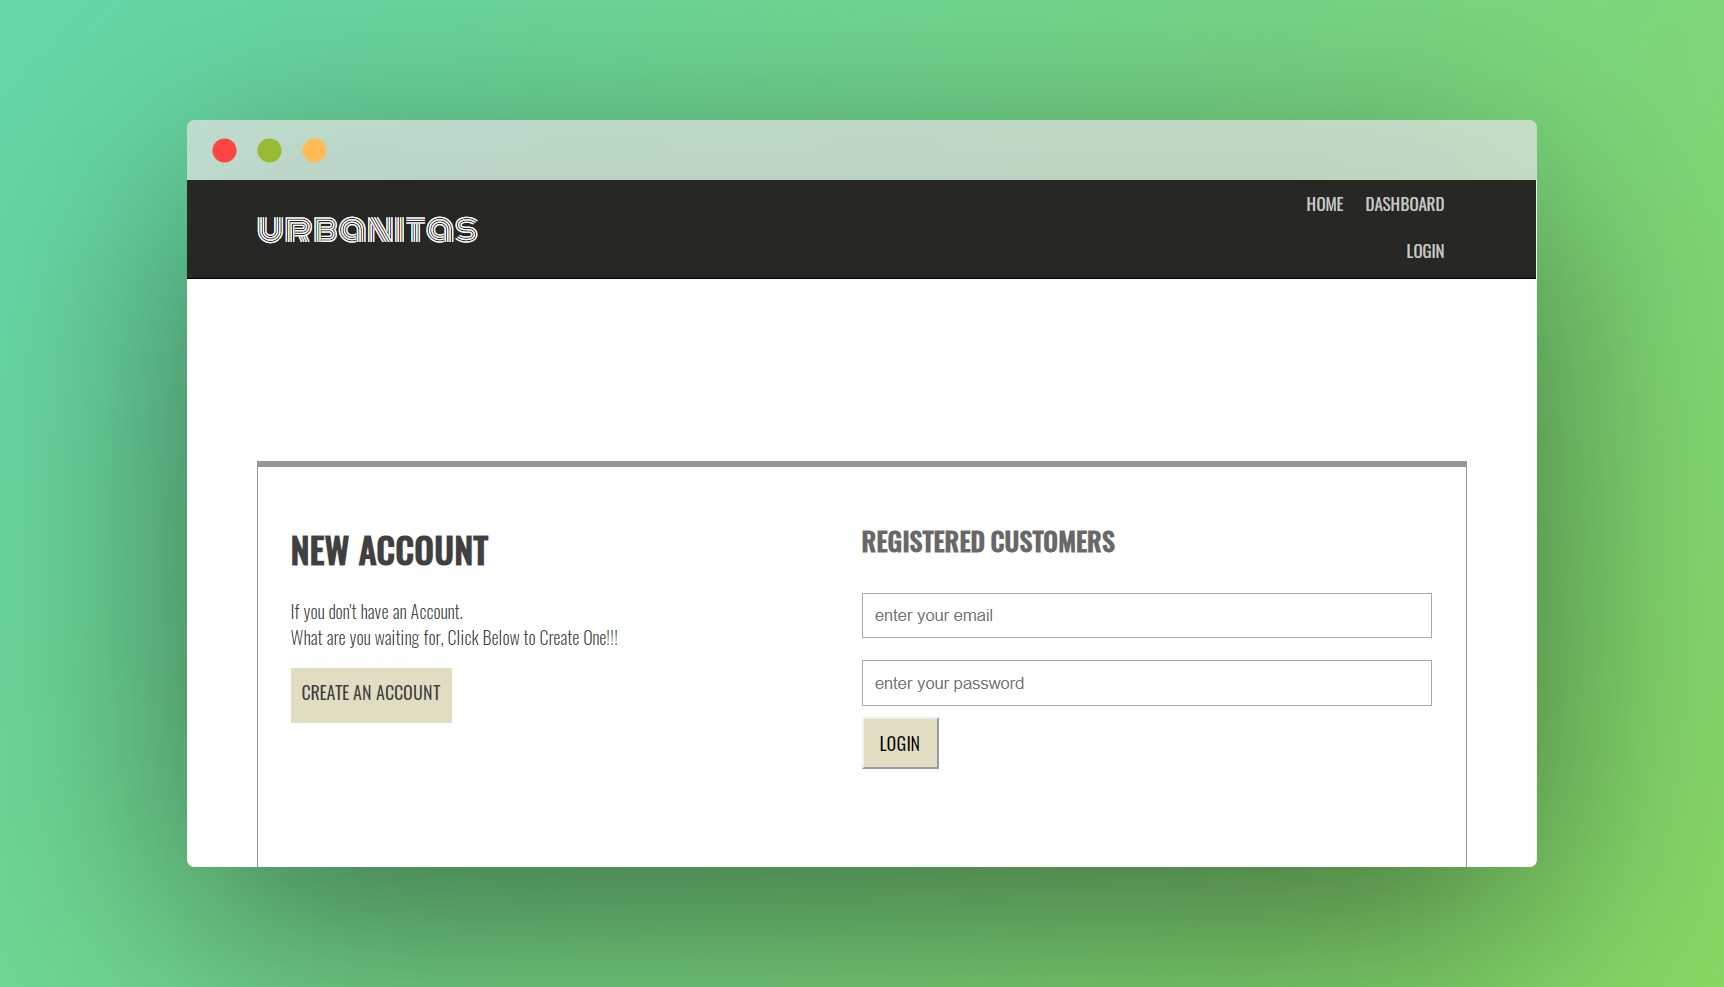 URBANITAS
HOME DASHBOARD
LOGIN
NEW ACCOUNT
If you don't have an Account.
What are you waiting for, Click Below to Create One!!!
CREATE AN ACCOUNT
REGISTERED CUSTOMERS
enter your email
enter your password
LOGIN